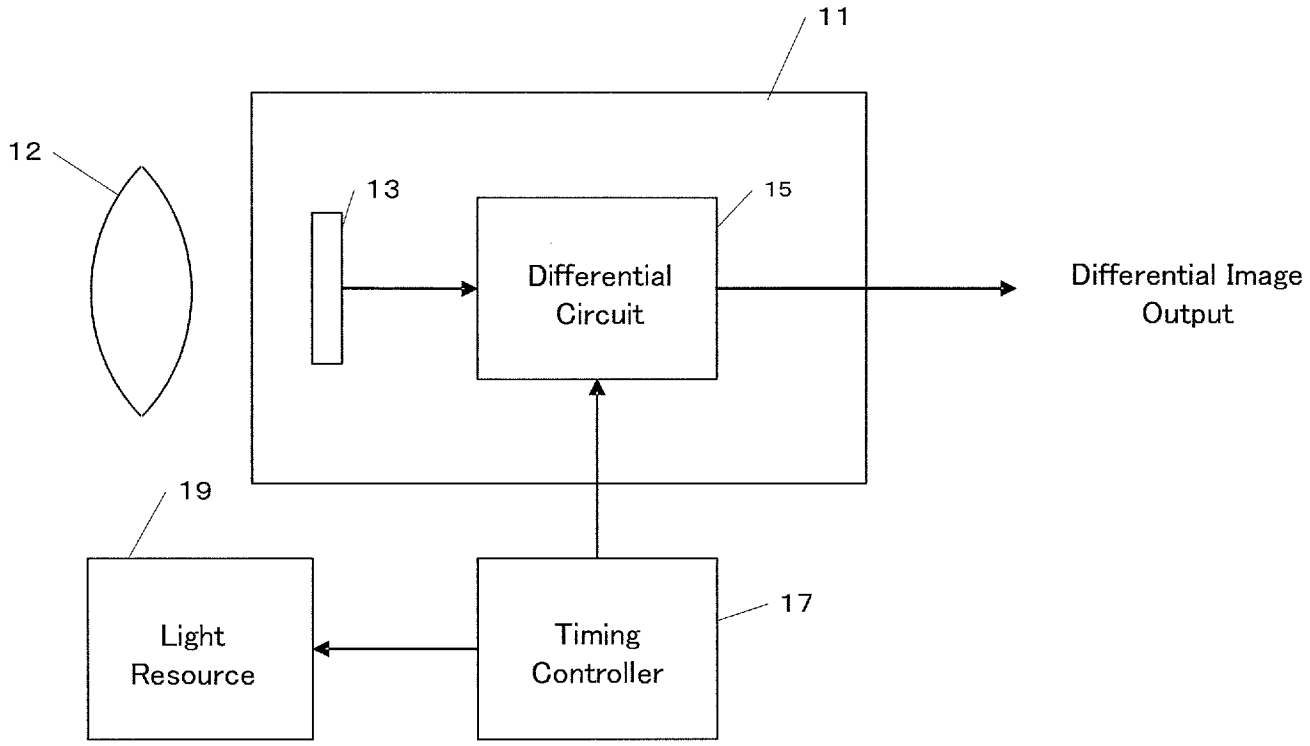 11
12
13
15
Differential
Circuit
Differential Image
Output
19
17
Light
Resource
Timing
Controller